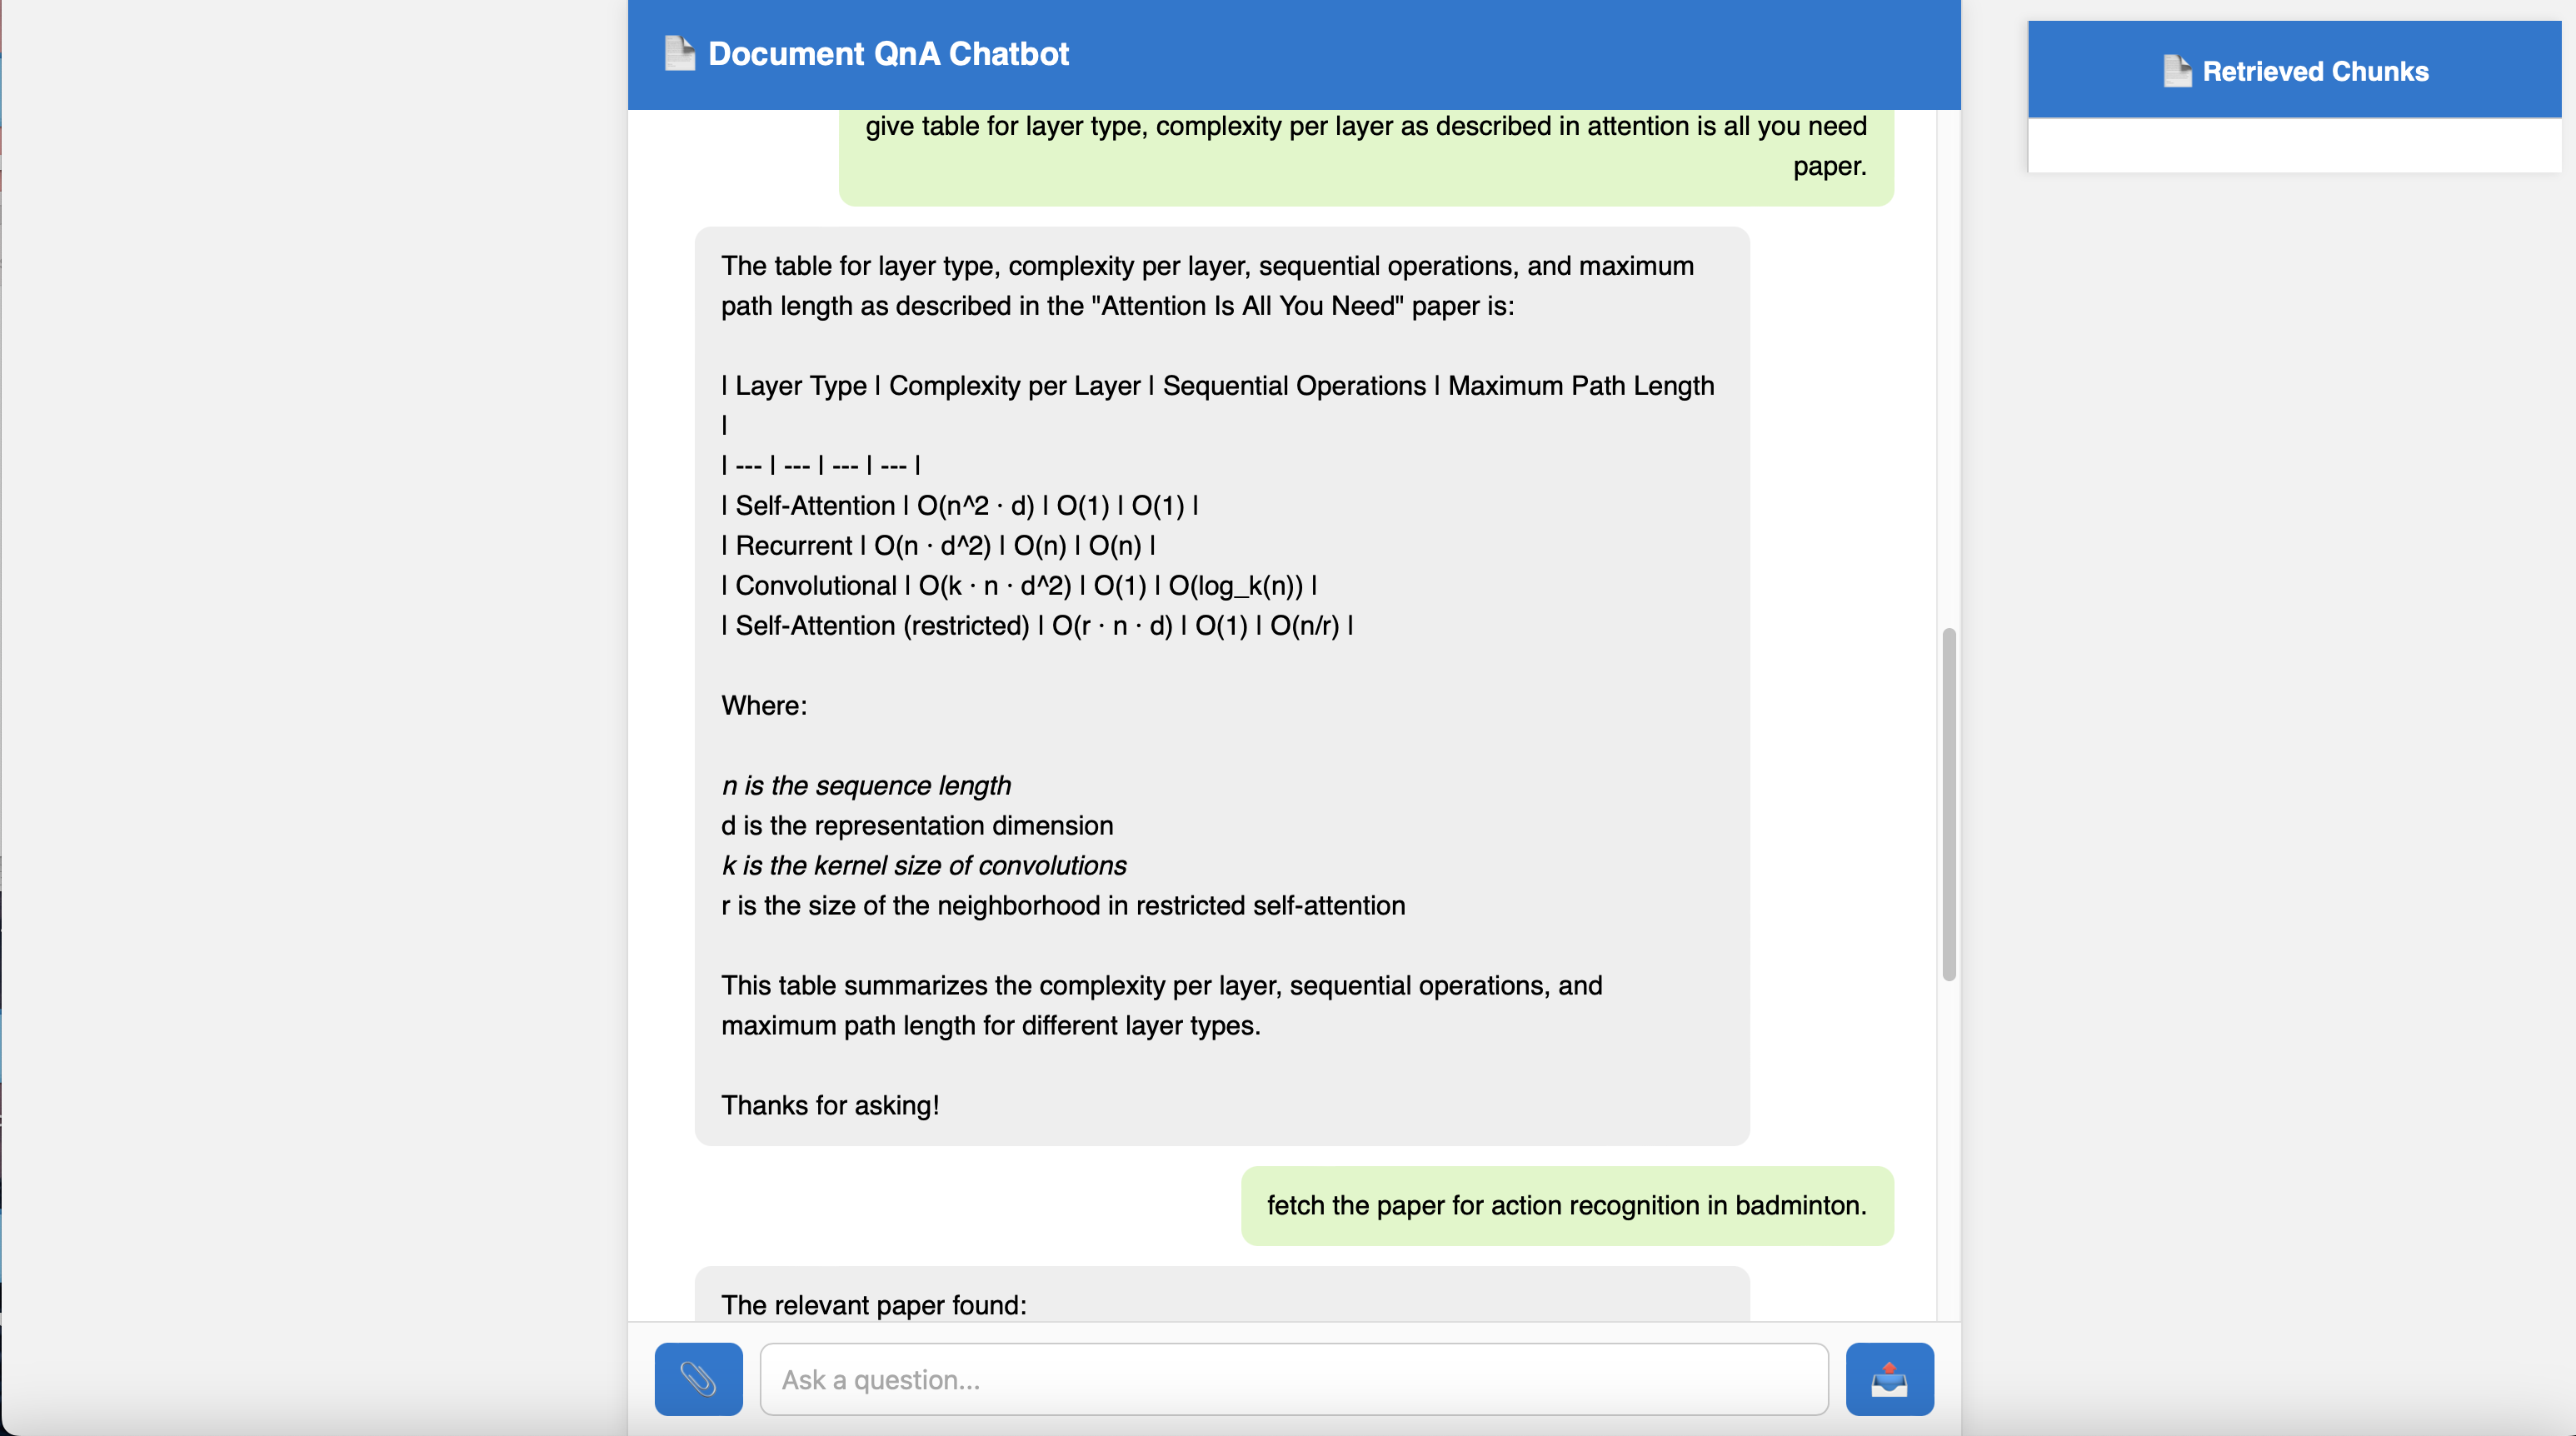 Document QnA Chatbot
Retrieved Chunks
give table for layer type, complexity per layer as described in attention is all you need
paper.
The table for layer type, complexity per layer, sequential operations, and maximum
path length as described in the "Attention Is All You Need" paper is:
| Layer Type | Complexity per Layer | Sequential Operations | Maximum Path Length
|
| --- | --- | --- | --- |
| Self-Attention | O(n^2 · d) | O(1) | O(1) |
| Recurrent | O(n · d^2) | O(n) | O(n) |
| Convolutional | O(k · n · d^2) | O(1) | O(log_k(n)) |
| Self-Attention (restricted) | O(r · n · d) | O(1) | O(n/r) |
Where:
n is the sequence length
d is the representation dimension
k is the kernel size of convolutions
r is the size of the neighborhood in restricted self-attention
This table summarizes the complexity per layer, sequential operations, and
maximum path length for different layer types.
Thanks for asking!
fetch the paper for action recognition in badminton.
The relevant paper found:
Ask a question...